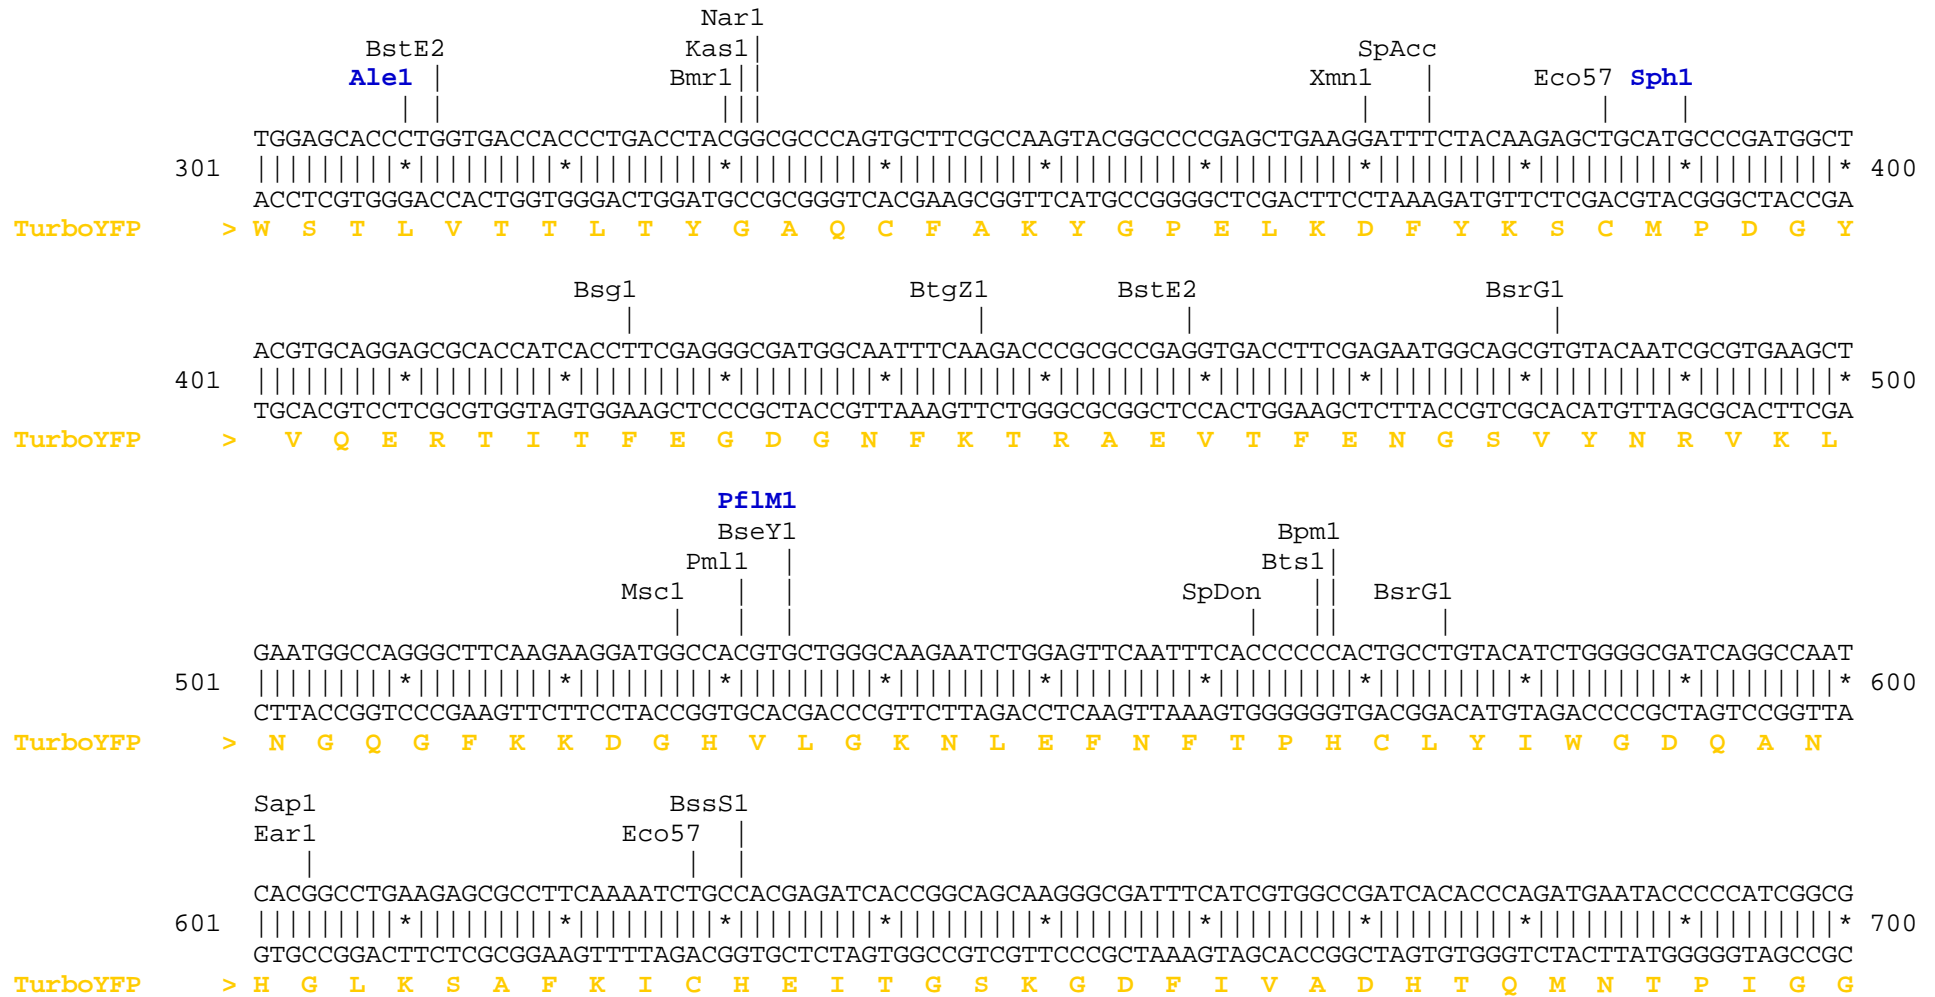 Nar1
BstE2 Kas1| SpAcc
Ale1 | Bmr1|| Xmn1 | Eco57 Sph1
| | ||| | | | |
TGGAGCACCCTGGTGACCACCCTGACCTACGGCGCCCAGTGCTTCGCCAAGTACGGCCCCGAGCTGAAGGATTTCTACAAGAGCTGCATGCCCGATGGCT
301 |||||||||*|||||||||*|||||||||*|||||||||*|||||||||*|||||||||*|||||||||*|||||||||*|||||||||*|||||||||* 400
ACCTCGTGGGACCACTGGTGGGACTGGATGCCGCGGGTCACGAAGCGGTTCATGCCGGGGCTCGACTTCCTAAAGATGTTCTCGACGTACGGGCTACCGA
TurboYFP > W S T L V T T L T Y G A Q C F A K Y G P E L K D F Y K S C M P D G Y
Bsg1 BtgZ1 BstE2 BsrG1
| | | |
ACGTGCAGGAGCGCACCATCACCTTCGAGGGCGATGGCAATTTCAAGACCCGCGCCGAGGTGACCTTCGAGAATGGCAGCGTGTACAATCGCGTGAAGCT
401 |||||||||*|||||||||*|||||||||*|||||||||*|||||||||*|||||||||*|||||||||*|||||||||*|||||||||*|||||||||* 500
TGCACGTCCTCGCGTGGTAGTGGAAGCTCCCGCTACCGTTAAAGTTCTGGGCGCGGCTCCACTGGAAGCTCTTACCGTCGCACATGTTAGCGCACTTCGA
TurboYFP > V Q E R T I T F E G D G N F K T R A E V T F E N G S V Y N R V K L
PflM1
BseY1 Bpm1
Pml1 | Bts1|
Msc1 | | SpDon || BsrG1
| | | | || |
GAATGGCCAGGGCTTCAAGAAGGATGGCCACGTGCTGGGCAAGAATCTGGAGTTCAATTTCACCCCCCACTGCCTGTACATCTGGGGCGATCAGGCCAAT
501 |||||||||*|||||||||*|||||||||*|||||||||*|||||||||*|||||||||*|||||||||*|||||||||*|||||||||*|||||||||* 600
CTTACCGGTCCCGAAGTTCTTCCTACCGGTGCACGACCCGTTCTTAGACCTCAAGTTAAAGTGGGGGGTGACGGACATGTAGACCCCGCTAGTCCGGTTA
TurboYFP > N G Q G F K K D G H V L G K N L E F N F T P H C L Y I W G D Q A N
Sap1 BssS1
Ear1 Eco57 |
| | |
CACGGCCTGAAGAGCGCCTTCAAAATCTGCCACGAGATCACCGGCAGCAAGGGCGATTTCATCGTGGCCGATCACACCCAGATGAATACCCCCATCGGCG
601 |||||||||*|||||||||*|||||||||*|||||||||*|||||||||*|||||||||*|||||||||*|||||||||*|||||||||*|||||||||* 700
GTGCCGGACTTCTCGCGGAAGTTTTAGACGGTGCTCTAGTGGCCGTCGTTCCCGCTAAAGTAGCACCGGCTAGTGTGGGTCTACTTATGGGGGTAGCCGC
TurboYFP > H G L K S A F K I C H E I T G S K G D F I V A D H T Q M N T P I G G